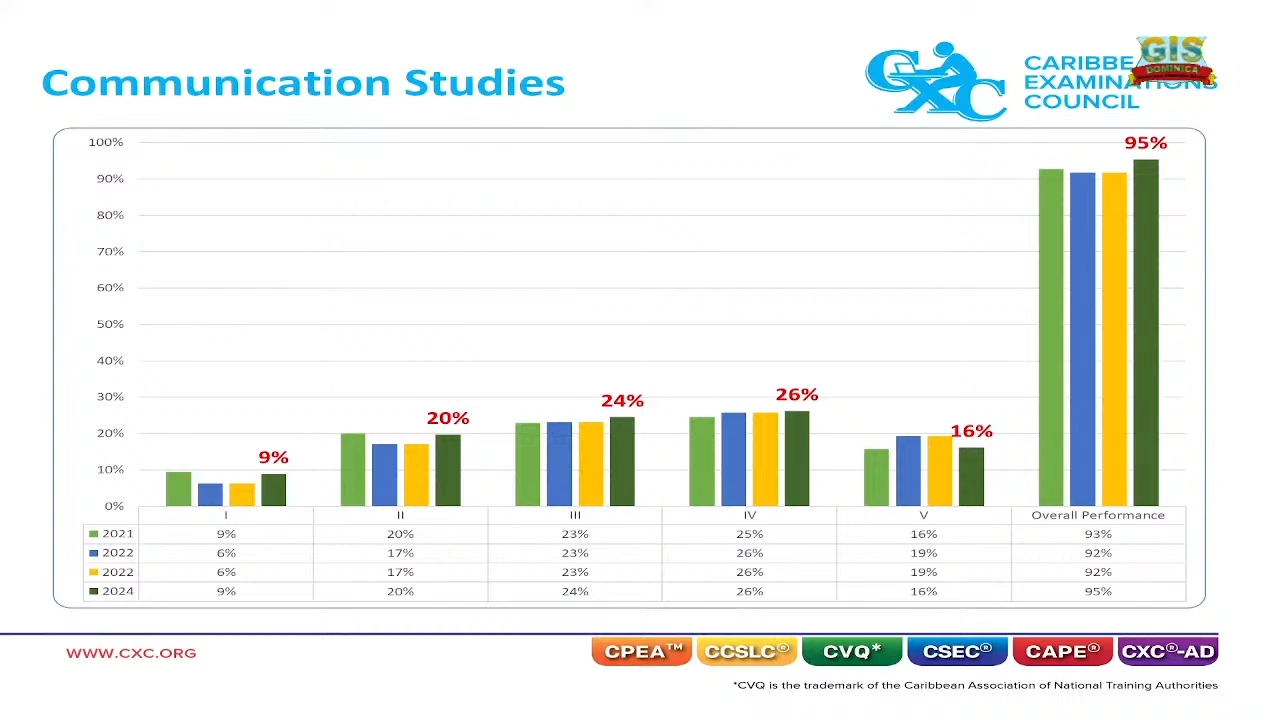 Communication Studies
CXC
CARIBBE
EXAMINATIONS
COUNCIL
GIS
DOMINICA
100%
90%
80%
70%
60%
50%
40%
30%
20%
10%
0%
9%
20%
24%
26%
16%
95%
I II III IV V Overall Performance
2021 9% 20% 23% 25% 16% 93%
2022 6% 17% 23% 26% 19% 92%
2022 6% 17% 23% 26% 19% 92%
2024 9% 20% 24% 26% 16% 95%
WWW.CXC.ORG
CPEA™ CCSLC® CVQ* CSEC® CAPE® CXC®-AD
*CVQ is the trademark of the Caribbean Association of National Training Authorities